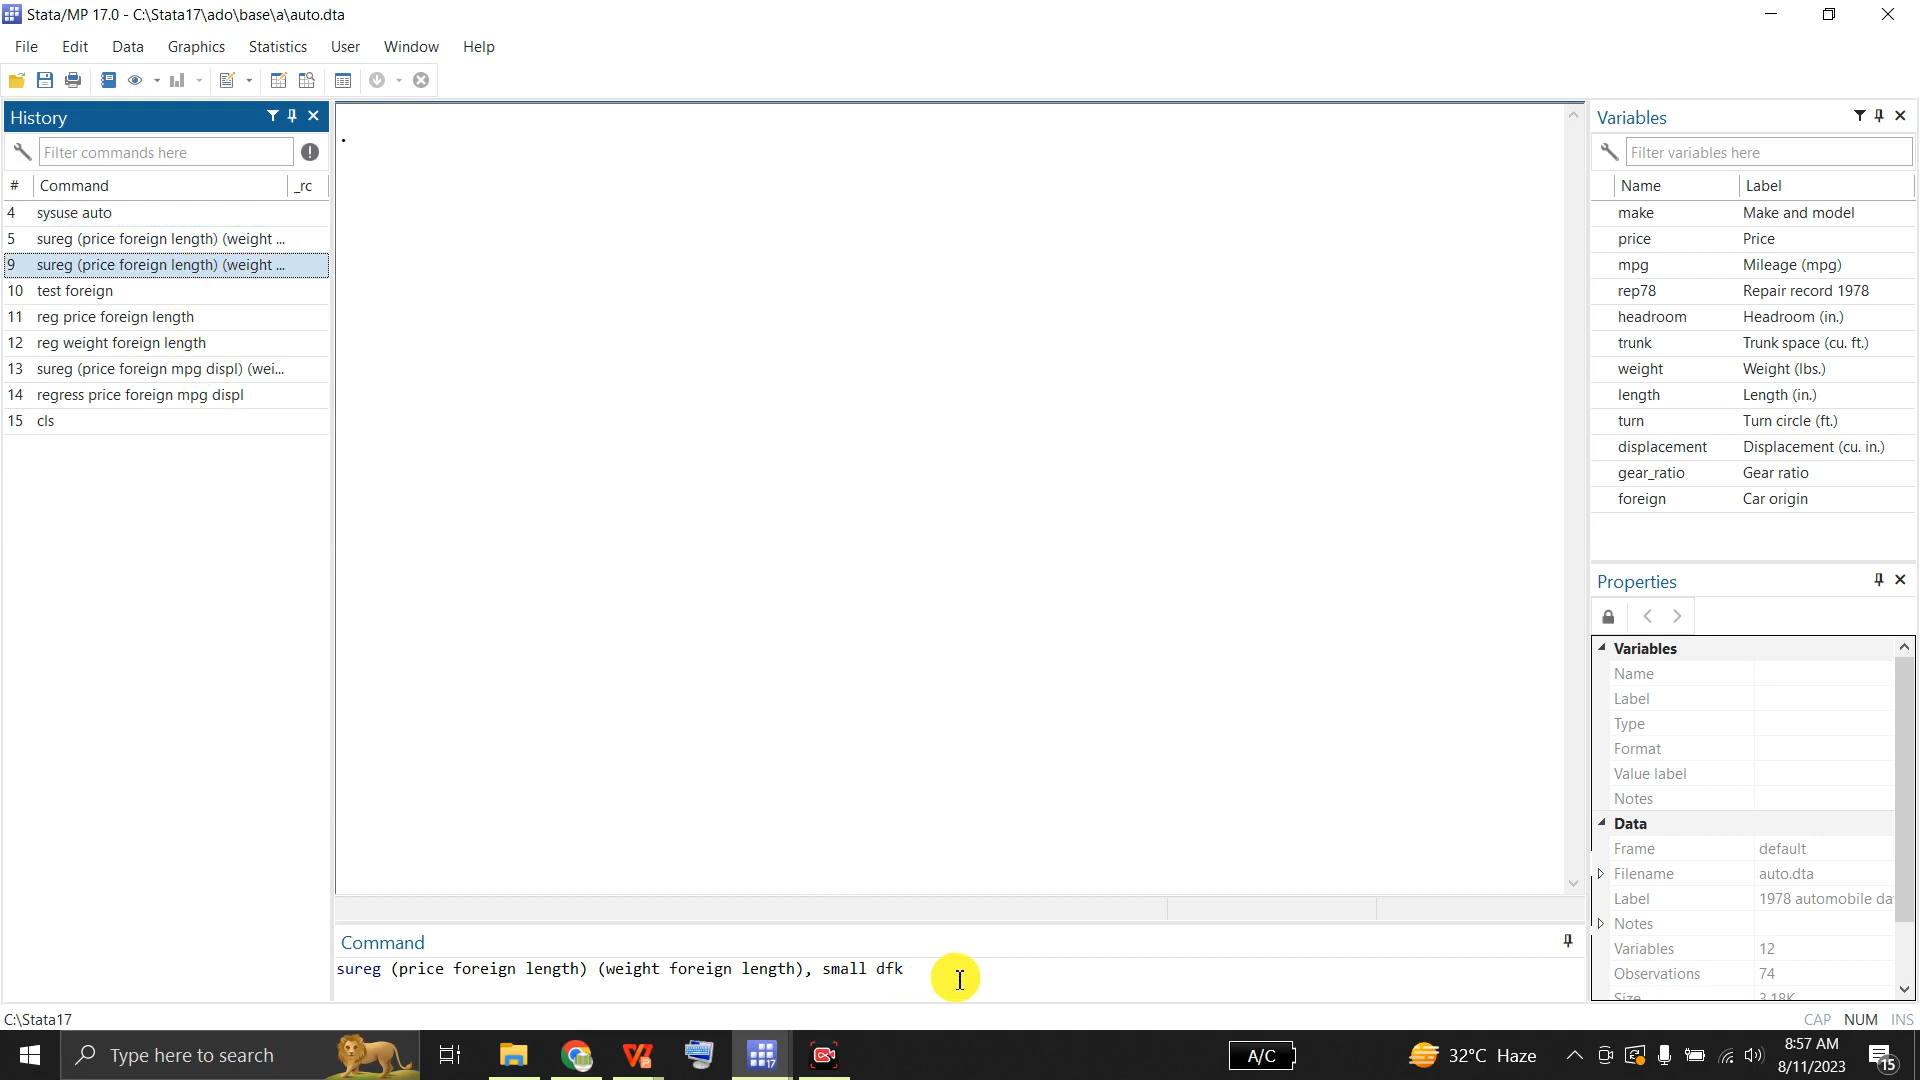 Stata/MP 17.0 - C:\Stata17\ado\base\a\auto.dta
File Edit Data Graphics Statistics User Window Help
History
Filter commands here
# Command _rc
4 sysuse auto
5 sureg (price foreign length) (weight ...
9 sureg (price foreign length) (weight ...
10 test foreign
11 reg price foreign length
12 reg weight foreign length
13 sureg (price foreign mpg displ) (wei...
14 regress price foreign mpg displ
15 cls
.
Command
sureg (price foreign length) (weight foreign length), small dfk
Variables
Filter variables here
Name Label
make Make and model
price Price
mpg Mileage (mpg)
rep78 Repair record 1978
headroom Headroom (in.)
trunk Trunk space (cu. ft.)
weight Weight (lbs.)
length Length (in.)
turn Turn circle (ft.)
displacement Displacement (cu. in.)
gear_ratio Gear ratio
foreign Car origin
Properties
Variables
Name
Label
Type
Format
Value label
Notes
Data
Frame default
Filename auto.dta
Label 1978 automobile da
Notes
Variables 12
Observations 74
Size 3.18K
C:\Stata17
CAP NUM INS
Type here to search
17
A/C
32°C Haze
8:57 AM
8/11/2023
15